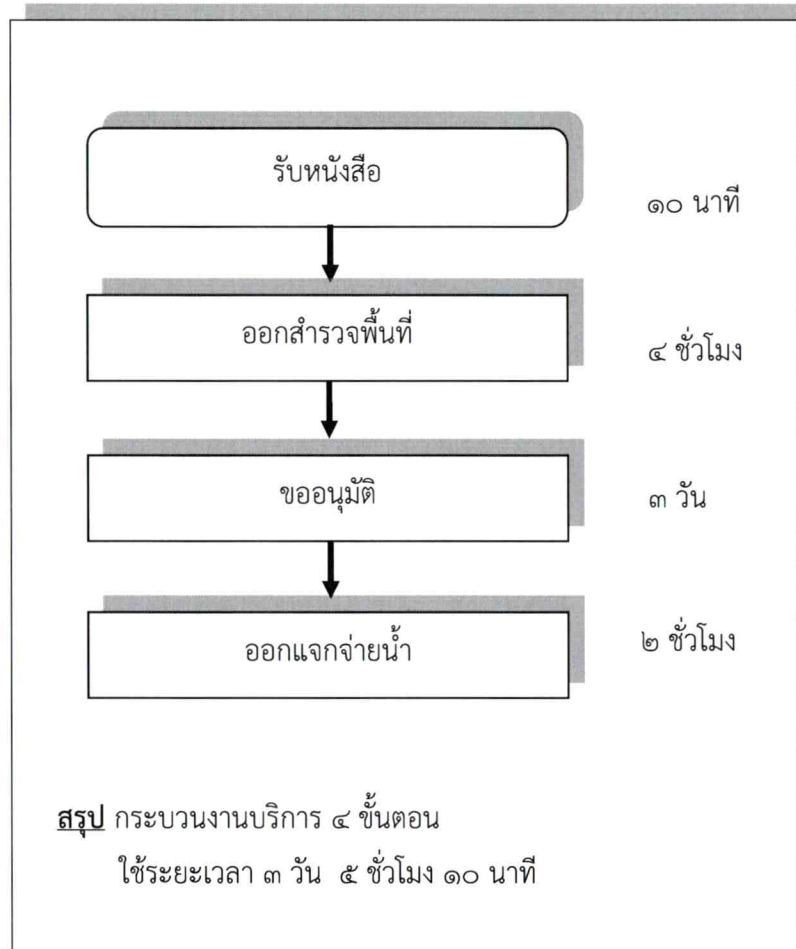 รับหนังสือ
๑๐ นาที
ออกสำรวจพื้นที่
๔ ชั่วโมง
ขออนุมัติ
๓ วัน
ออกแจกจ่ายน้ำ
๒ ชั่วโมง
สรุป กระบวนงานบริการ ๔ ขั้นตอน
ใช้ระยะเวลา ๓ วัน ๕ ชั่วโมง ๑๐ นาที